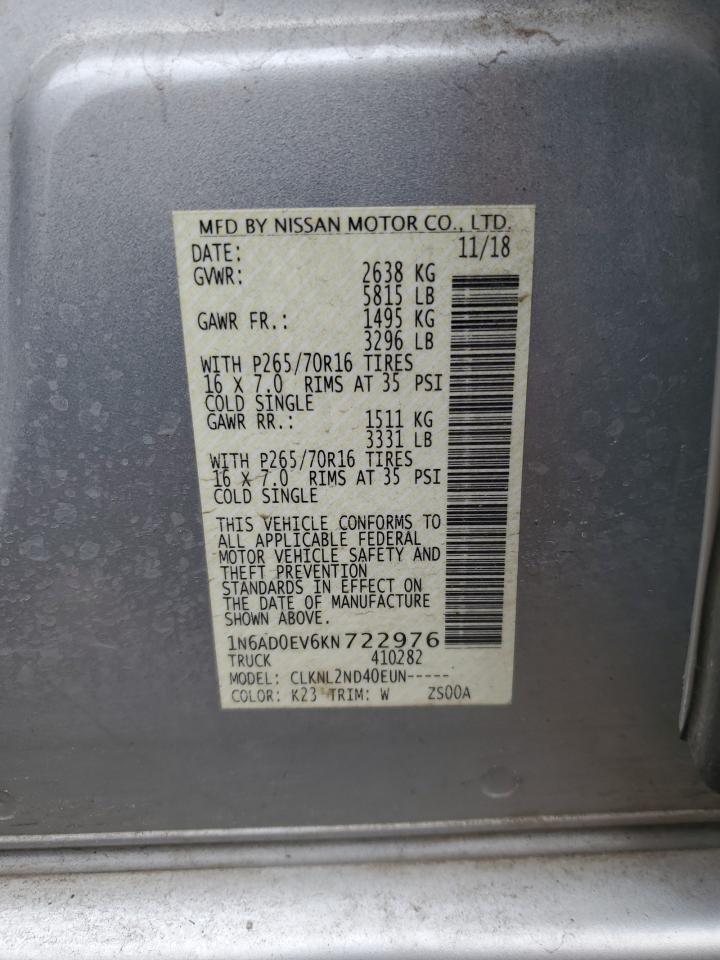 MFD BY NISSAN MOTOR CO., LTD.
DATE: 11/18
GVWR: 2638 KG
5815 LB
GAWR FR.: 1495 KG
3296 LB
WITH P265/70R16 TIRES
16 X 7.0 RIMS AT 35 PSI
COLD SINGLE
GAWR RR.: 1511 KG
3331 LB
WITH P265/70R16 TIRES
16 X 7.0 RIMS AT 35 PSI
COLD SINGLE
THIS VEHICLE CONFORMS TO
ALL APPLICABLE FEDERAL
MOTOR VEHICLE SAFETY AND
THEFT PREVENTION
STANDARDS IN EFFECT ON
THE DATE OF MANUFACTURE
SHOWN ABOVE.
1N6AD0EV6KN722976
TRUCK 410282
MODEL: CLKNL2ND40EUN-----
COLOR: K23 TRIM: W ZS00A